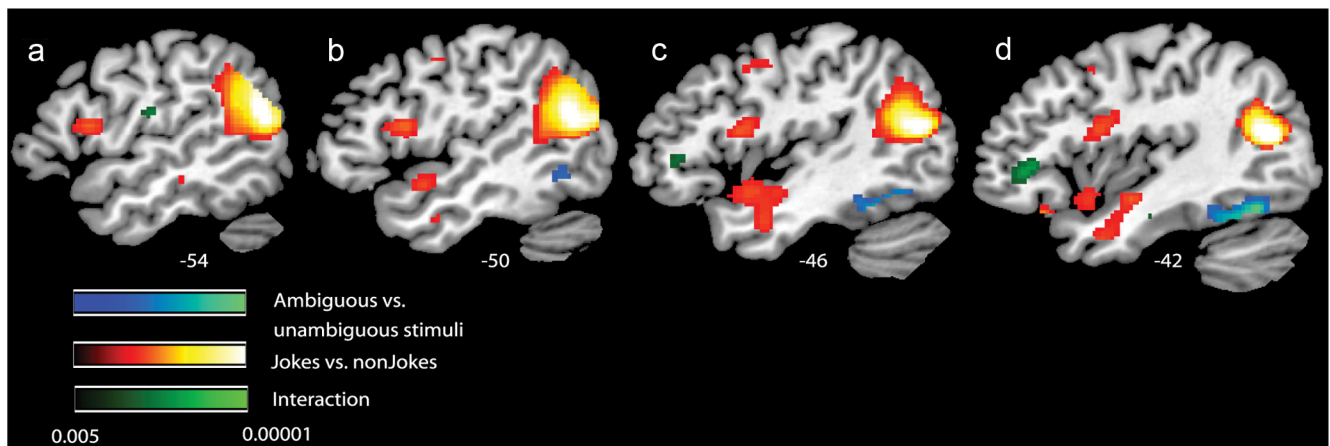 a b c d
-54 -50 -46 -42
Ambiguous vs.
unambiguous stimuli
Jokes vs. nonJokes
Interaction
0.005 0.00001